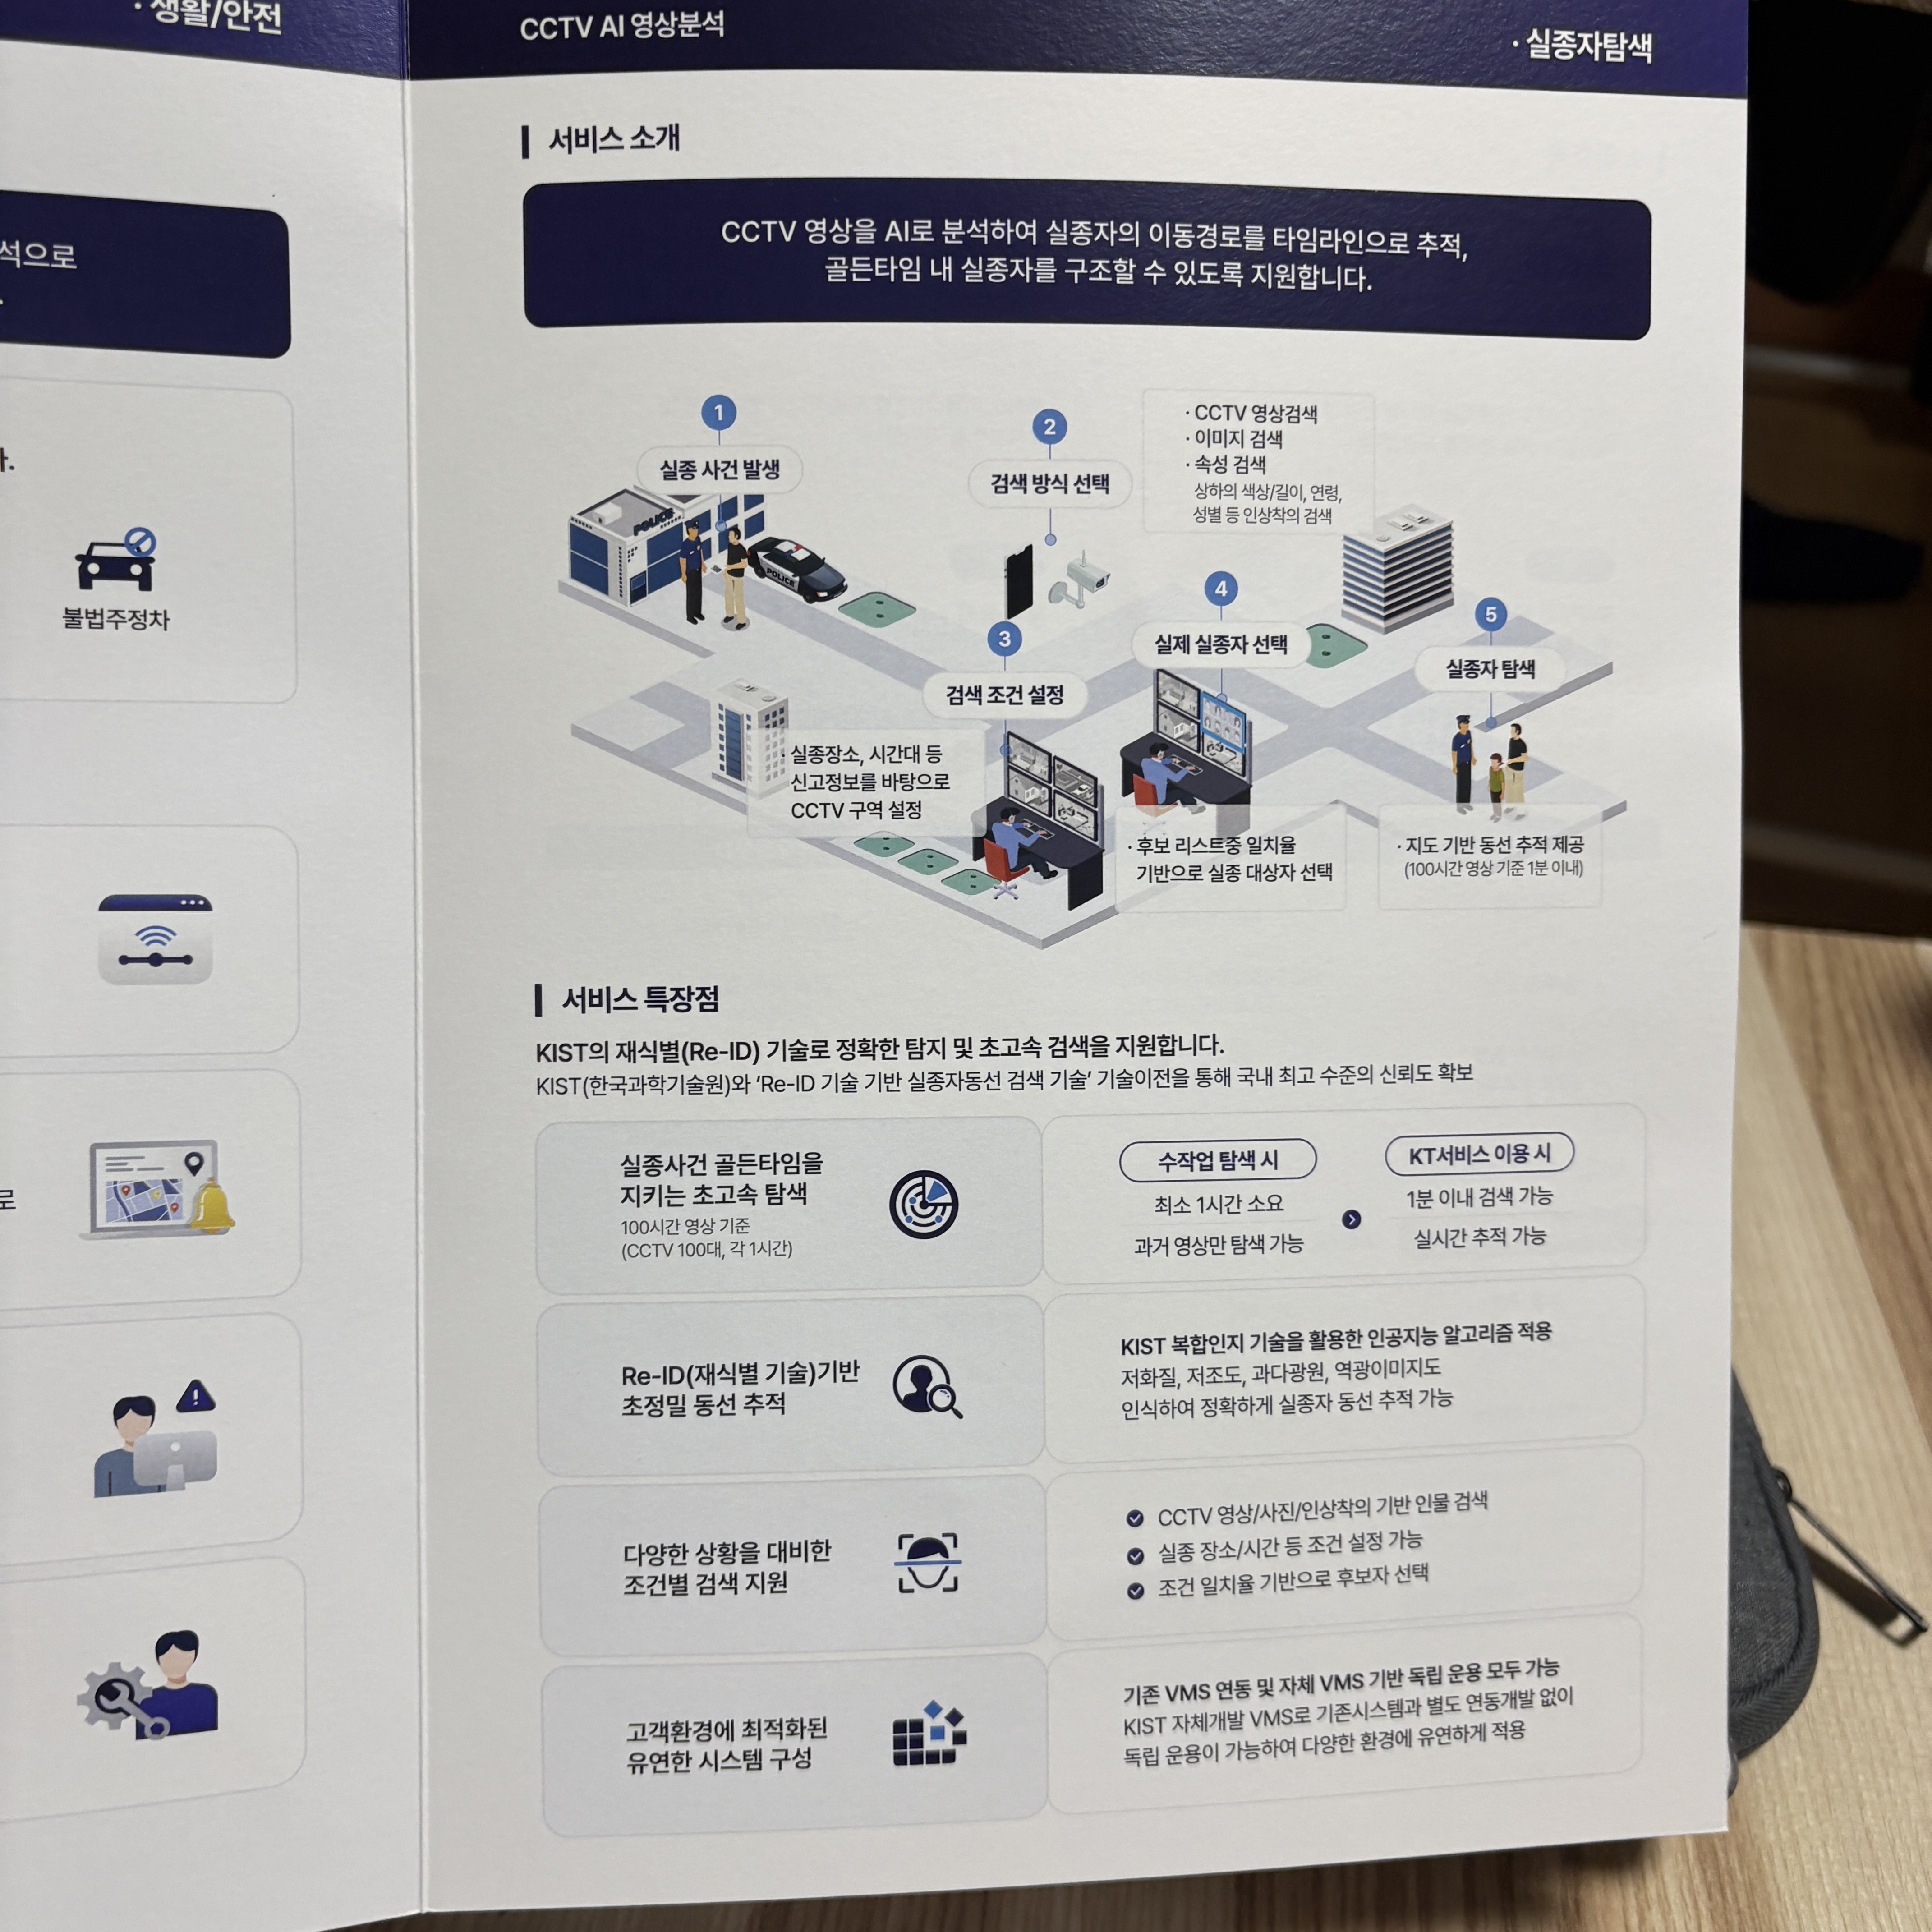 · 생활/안전
석으로
.
다.
불법주정차
로
CCTV AI 영상분석
· 실종자탐색
서비스 소개
CCTV 영상을 AI로 분석하여 실종자의 이동경로를 타임라인으로 추적,
골든타임 내 실종자를 구조할 수 있도록 지원합니다.
1
실종 사건 발생
POLICE
POLICE
2
검색 방식 선택
· CCTV 영상검색
· 이미지 검색
· 속성 검색
상하의 색상/길이, 연령,
성별 등 인상착의 검색
3
검색 조건 설정
· 실종장소, 시간대 등
신고정보를 바탕으로
CCTV 구역 설정
4
실제 실종자 선택
· 후보 리스트중 일치율
기반으로 실종 대상자 선택
5
실종자 탐색
· 지도 기반 동선 추적 제공
(100시간 영상 기준 1분 이내)
서비스 특장점
KIST의 재식별(Re-ID) 기술로 정확한 탐지 및 초고속 검색을 지원합니다.
KIST(한국과학기술원)와 ‘Re-ID 기술 기반 실종자동선 검색 기술’ 기술이전을 통해 국내 최고 수준의 신뢰도 확보
실종사건 골든타임을
지키는 초고속 탐색
100시간 영상 기준
(CCTV 100대, 각 1시간)
수작업 탐색 시
최소 1시간 소요
과거 영상만 탐색 가능
KT서비스 이용 시
1분 이내 검색 가능
실시간 추적 가능
Re-ID(재식별 기술)기반
초정밀 동선 추적
KIST 복합인지 기술을 활용한 인공지능 알고리즘 적용
저화질, 저조도, 과다광원, 역광이미지도
인식하여 정확하게 실종자 동선 추적 가능
다양한 상황을 대비한
조건별 검색 지원
CCTV 영상/사진/인상착의 기반 인물 검색
실종 장소/시간 등 조건 설정 가능
조건 일치율 기반으로 후보자 선택
고객환경에 최적화된
유연한 시스템 구성
기존 VMS 연동 및 자체 VMS 기반 독립 운용 모두 가능
KIST 자체개발 VMS로 기존시스템과 별도 연동개발 없이
독립 운용이 가능하여 다양한 환경에 유연하게 적용